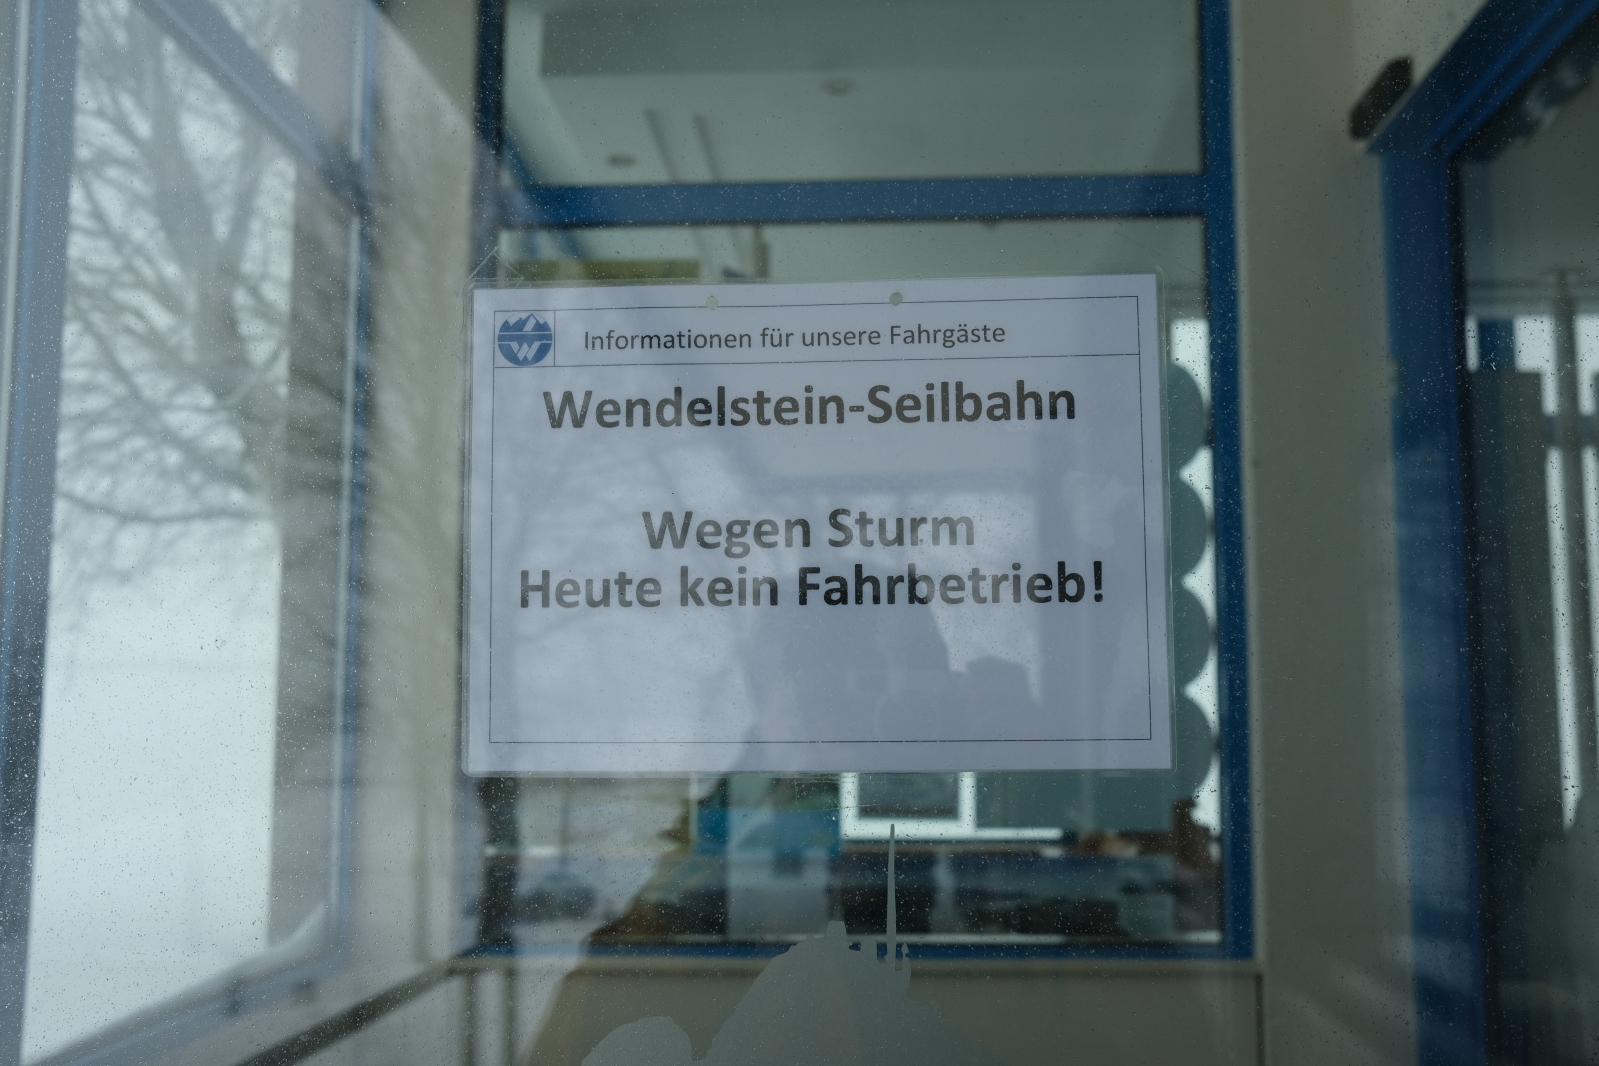 Informationen für unsere Fahrgäste
Wendelstein-Seilbahn
Wegen Sturm
Heute kein Fahrbetrieb!